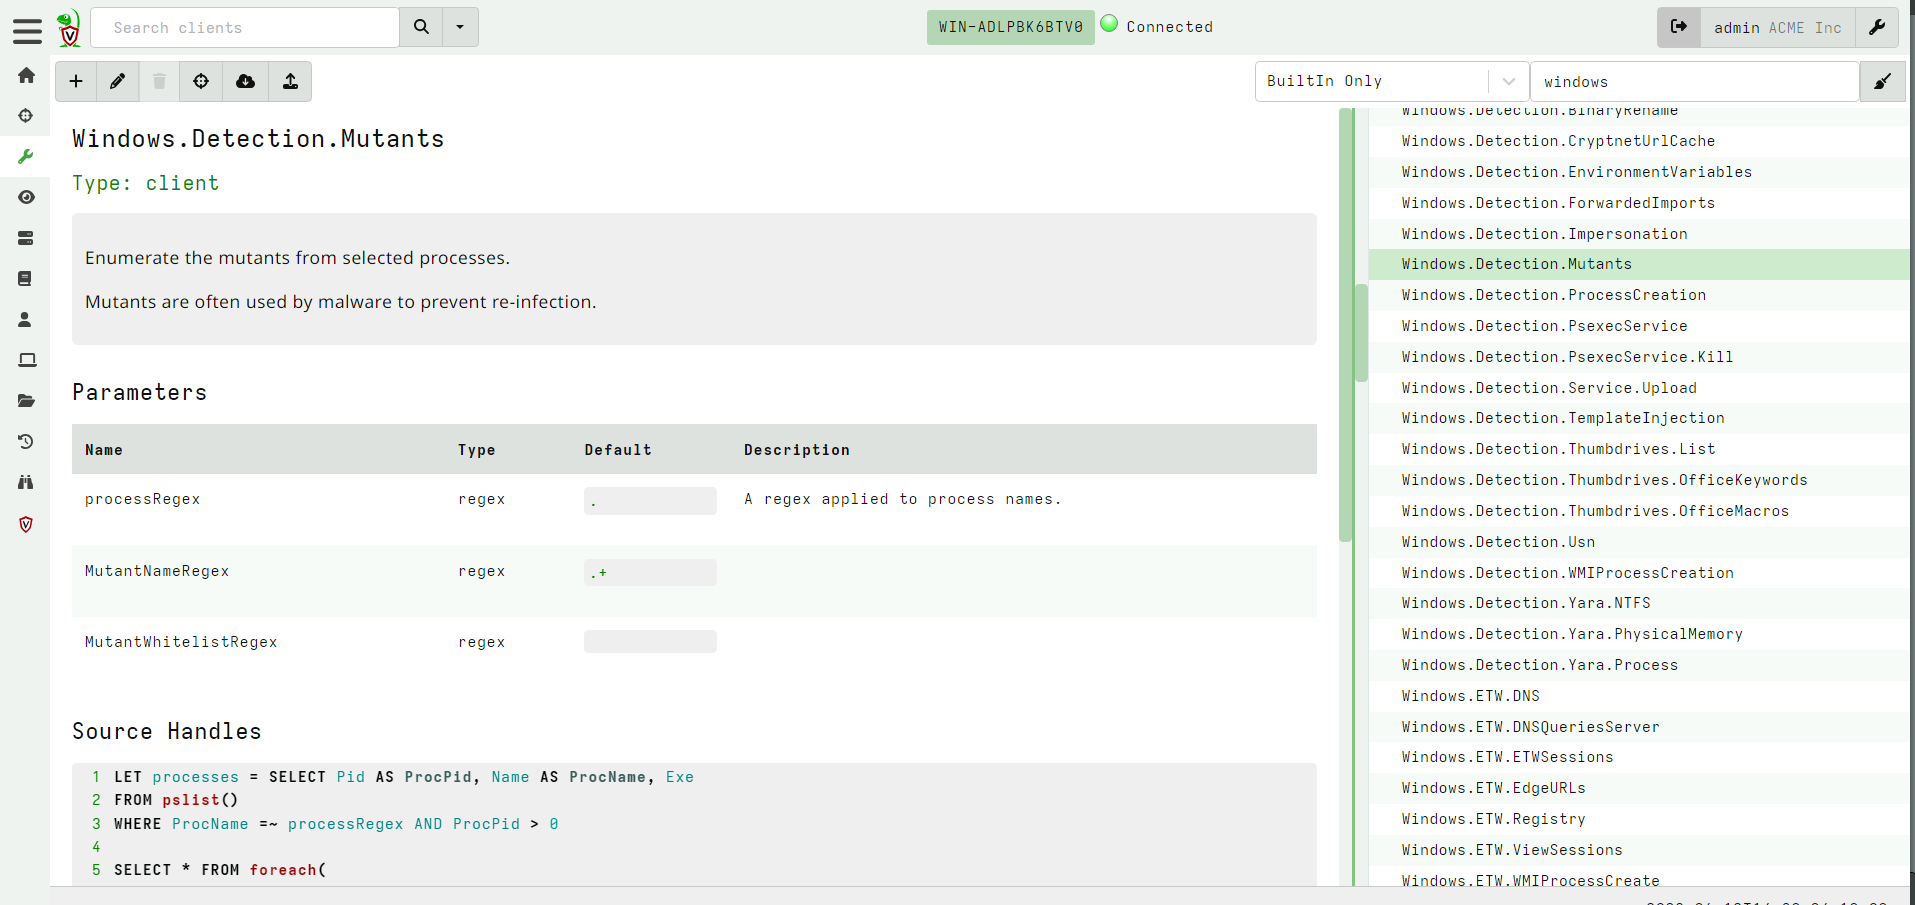 Search clients
WIN-ADLPBK6BTV0 Connected
admin ACME Inc
BuiltIn Only
windows
Windows.Detection.Mutants
Type: client
Enumerate the mutants from selected processes.
Mutants are often used by malware to prevent re-infection.
Parameters
Name Type Default Description
processRegex regex . A regex applied to process names.
MutantNameRegex regex .+
MutantWhitelistRegex regex
Source Handles
1 LET processes = SELECT Pid AS ProcPid, Name AS ProcName, Exe
2 FROM pslist()
3 WHERE ProcName =~ processRegex AND ProcPid > 0
4
5 SELECT * FROM foreach(
Windows.Detection.BinaryRename
Windows.Detection.CryptnetUrlCache
Windows.Detection.EnvironmentVariables
Windows.Detection.ForwardedImports
Windows.Detection.Impersonation
Windows.Detection.Mutants
Windows.Detection.ProcessCreation
Windows.Detection.PsexecService
Windows.Detection.PsexecService.Kill
Windows.Detection.Service.Upload
Windows.Detection.TemplateInjection
Windows.Detection.Thumbdrives.List
Windows.Detection.Thumbdrives.OfficeKeywords
Windows.Detection.Thumbdrives.OfficeMacros
Windows.Detection.Usn
Windows.Detection.WMIProcessCreation
Windows.Detection.Yara.NTFS
Windows.Detection.Yara.PhysicalMemory
Windows.Detection.Yara.Process
Windows.ETW.DNS
Windows.ETW.DNSQueriesServer
Windows.ETW.ETWSessions
Windows.ETW.EdgeURLs
Windows.ETW.Registry
Windows.ETW.ViewSessions
Windows.ETW.WMIProcessCreate